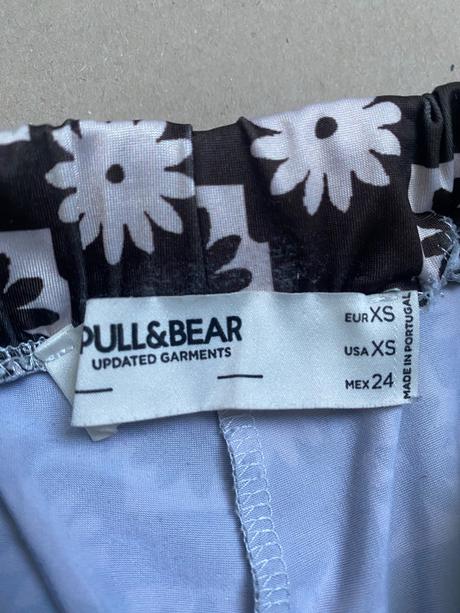 PULL&BEAR
UPDATED GARMENTS
EUR XS
USA XS
MEX 24
MADE IN PORTUGAL